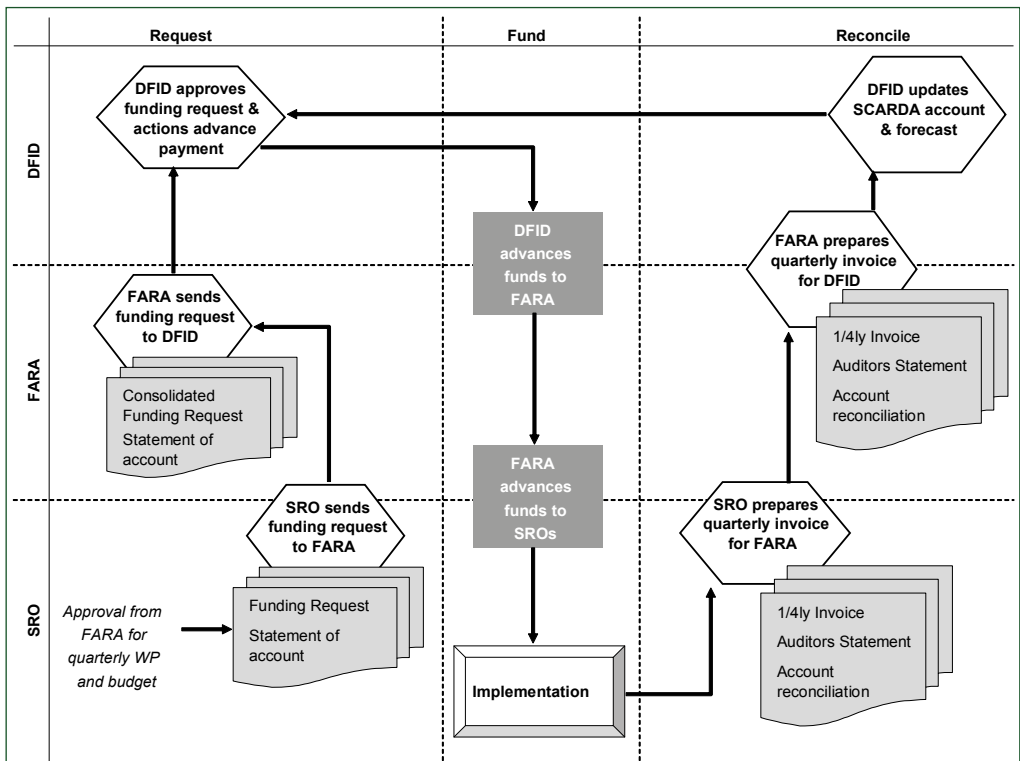 Request
Fund
Reconcile
DFID
DFID approves
funding request &
actions advance
payment
DFID updates
SCARDA account
& forecast
DFID
advances
funds to
FARA
FARA prepares
quarterly invoice
for DFID
FARA
FARA sends
funding request
to DFID
Consolidated
Funding Request
Statement of
account
1/4ly Invoice
Auditors Statement
Account
reconciliation
FARA
advances
funds to
SROs
SRO
SRO sends
funding request
to FARA
SRO prepares
quarterly invoice
for FARA
Approval from
FARA for
quarterly WP
and budget
Funding Request
Statement of
account
Implementation
1/4ly Invoice
Auditors Statement
Account
reconciliation